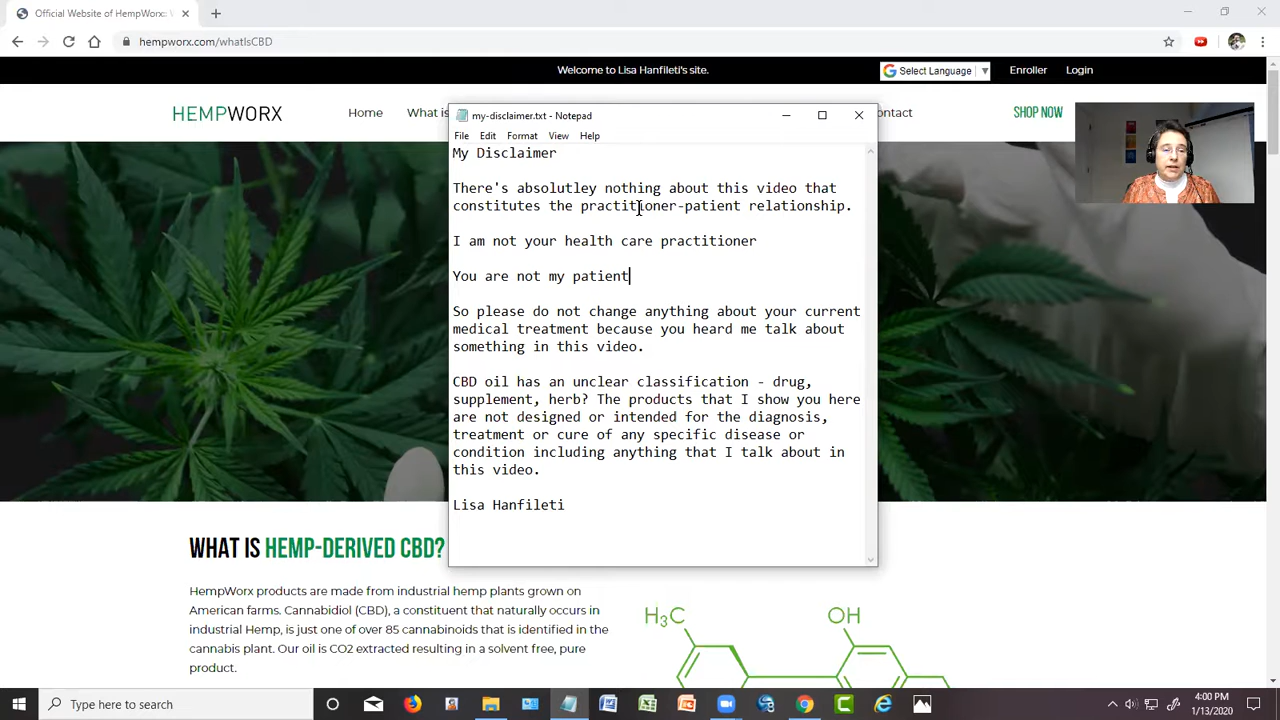 Official Website of HempWorx: W
hempworx.com/whatIsCBD
Welcome to Lisa Hanfileti's site.
Select Language
Enroller
Login
HEMPWORX
Home
What is
ontact
SHOP NOW
my-disclaimer.txt - Notepad
File Edit Format View Help
My Disclaimer
There's absolutley nothing about this video that
constitutes the practitioner-patient relationship.
I am not your health care practitioner
You are not my patient
So please do not change anything about your current
medical treatment because you heard me talk about
something in this video.
CBD oil has an unclear classification - drug,
supplement, herb? The products that I show you here
are not designed or intended for the diagnosis,
treatment or cure of any specific disease or
condition including anything that I talk about in
this video.
Lisa Hanfileti
WHAT IS HEMP-DERIVED CBD?
HempWorx products are made from industrial hemp plants grown on
American farms. Cannabidiol (CBD), a constituent that naturally occurs in
industrial Hemp, is just one of over 85 cannabinoids that is identified in the
cannabis plant. Our oil is CO2 extracted resulting in a solvent free, pure
product.
H₃C
OH
Type here to search
4:00 PM
1/13/2020